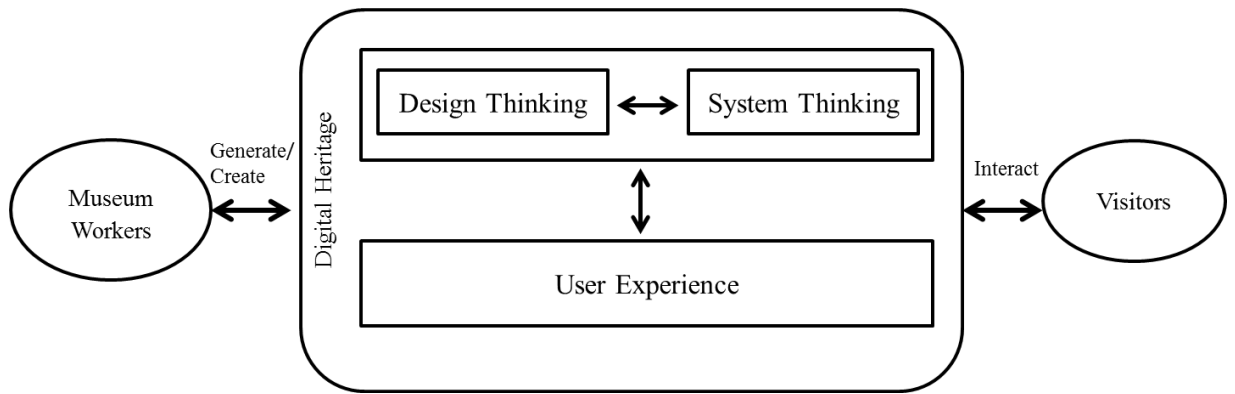 Museum
Workers
Generate/
Create
Digital Heritage
Design Thinking
System Thinking
User Experience
Interact
Visitors